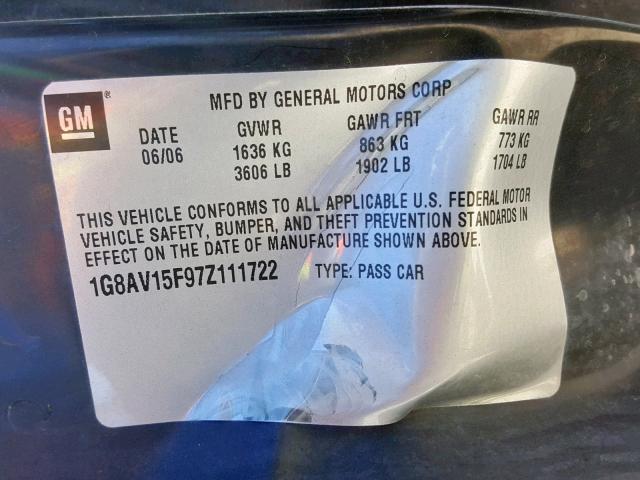 GM®
MFD BY GENERAL MOTORS CORP
DATE GVWR GAWR FRT GAWR RR
06/06 1636 KG 863 KG 773 KG
3606 LB 1902 LB 1704 LB
THIS VEHICLE CONFORMS TO ALL APPLICABLE U.S. FEDERAL MOTOR
VEHICLE SAFETY, BUMPER, AND THEFT PREVENTION STANDARDS IN
EFFECT ON THE DATE OF MANUFACTURE SHOWN ABOVE.
1G8AV15F97Z111722 TYPE: PASS CAR